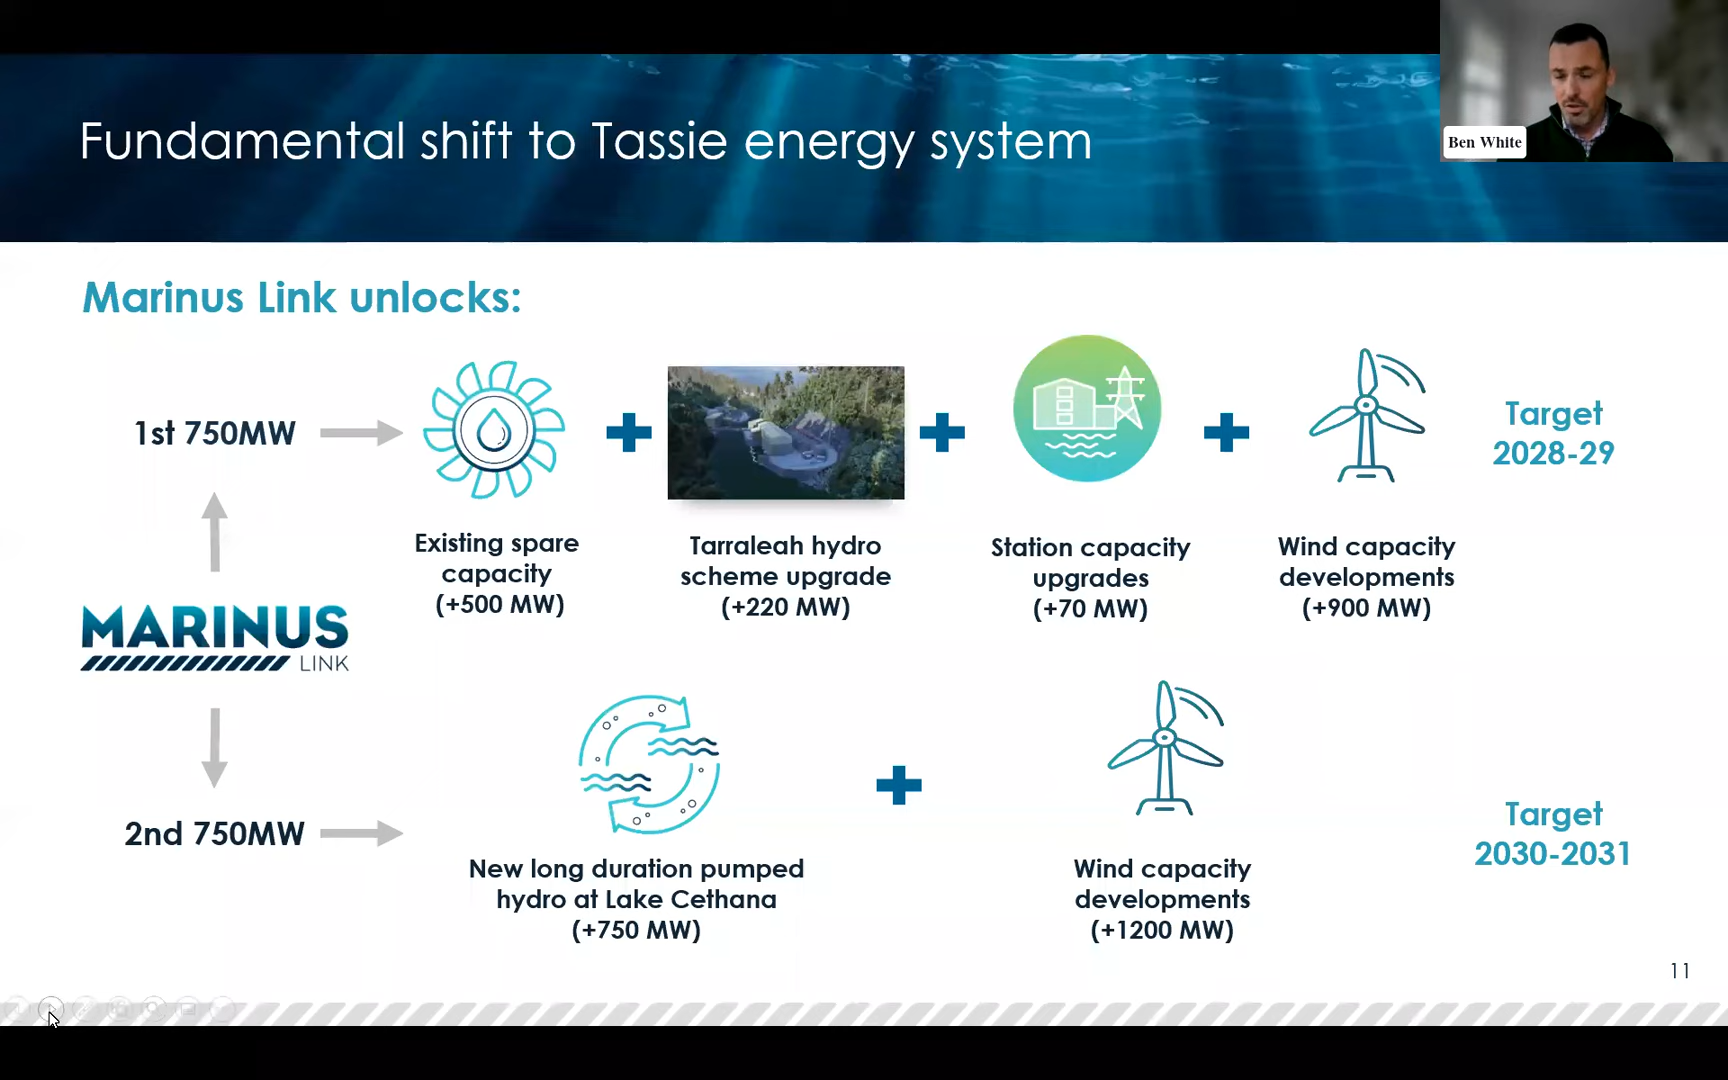 Fundamental shift to Tassie energy system
Ben White
Marinus Link unlocks:
1st 750MW
Existing spare
capacity
(+500 MW)
Tarraleah hydro
scheme upgrade
(+220 MW)
Station capacity
upgrades
(+70 MW)
Wind capacity
developments
(+900 MW)
Target
2028-29
MARINUS
LINK
2nd 750MW
New long duration pumped
hydro at Lake Cethana
(+750 MW)
Wind capacity
developments
(+1200 MW)
Target
2030-2031
11